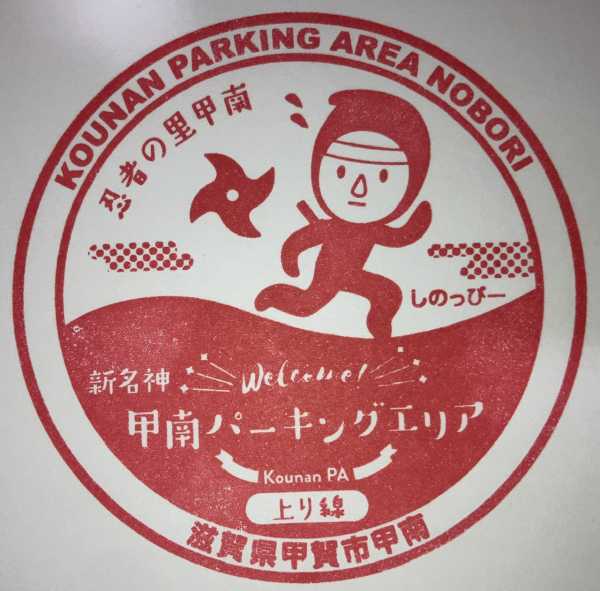 KOUNAN PARKING AREA NOBORI
忍者の里甲南
しのっびー
新名神
Welcome!
甲南パーキングエリア
Kounan PA
上り線
滋賀県甲賀市甲南